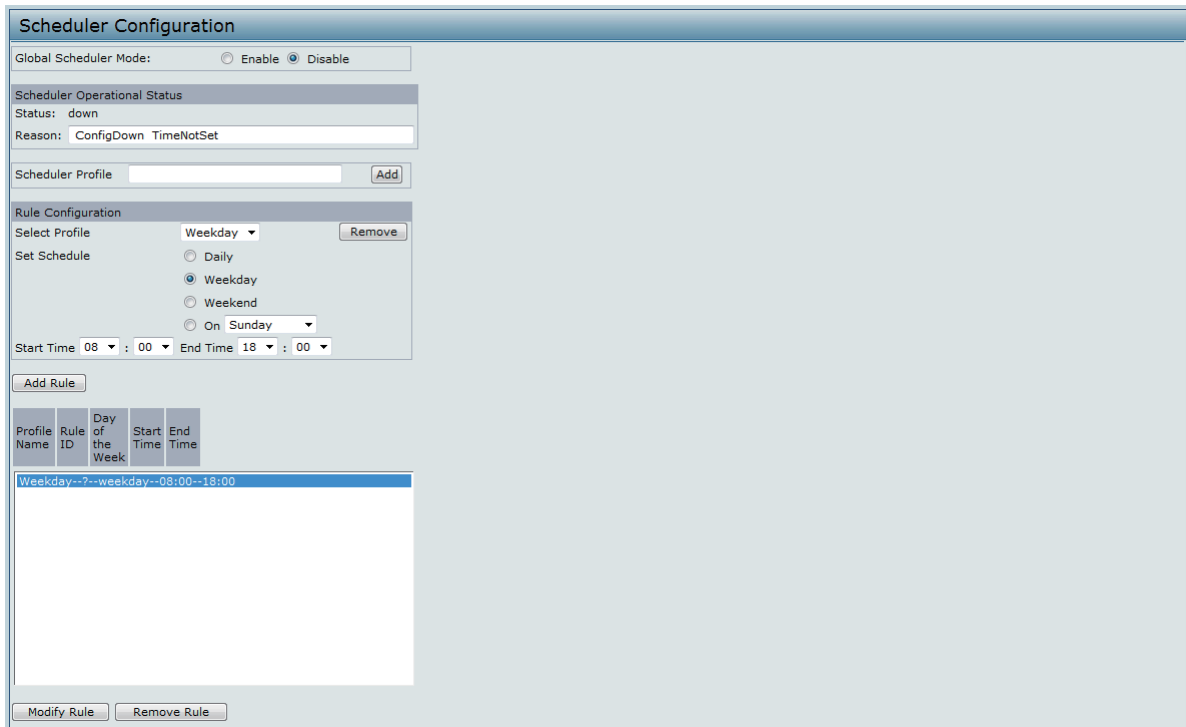 Scheduler Configuration
Global Scheduler Mode: Enable Disable
Scheduler Operational Status
Status: down
Reason: ConfigDown TimeNotSet
Scheduler Profile Add
Rule Configuration
Select Profile Weekday Remove
Set Schedule Daily
Weekday
Weekend
On Sunday
Start Time 08 : 00 End Time 18 : 00
Add Rule
Profile Name Rule ID Day of the Week Start Time End Time
Weekday--?--weekday--08:00--18:00
Modify Rule Remove Rule